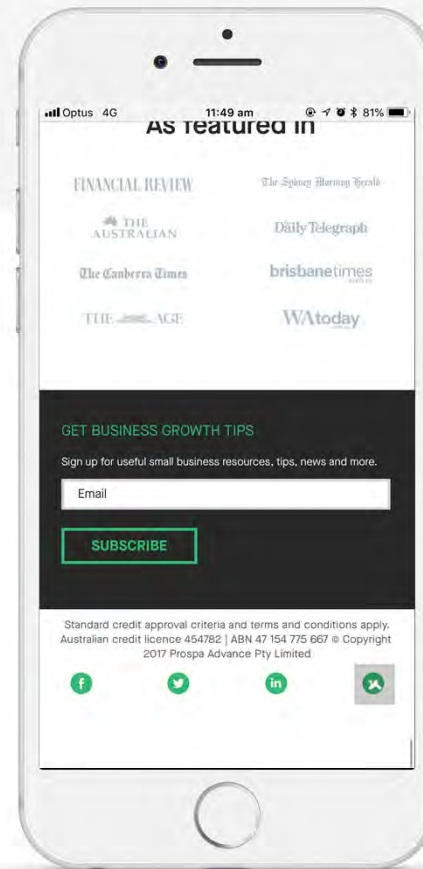 Optus 4G 11:49 am 81%
As featured in
FINANCIAL REVIEW The Sydney Morning Herald
THE AUSTRALIAN Daily Telegraph
The Canberra Times brisbanetimes
THE AGE WAtoday
GET BUSINESS GROWTH TIPS
Sign up for useful small business resources, tips, news and more.
Email
SUBSCRIBE
Standard credit approval criteria and terms and conditions apply.
Australian credit licence 454782 | ABN 47 154 775 667 © Copyright
2017 Prospa Advance Pty Limited
f in